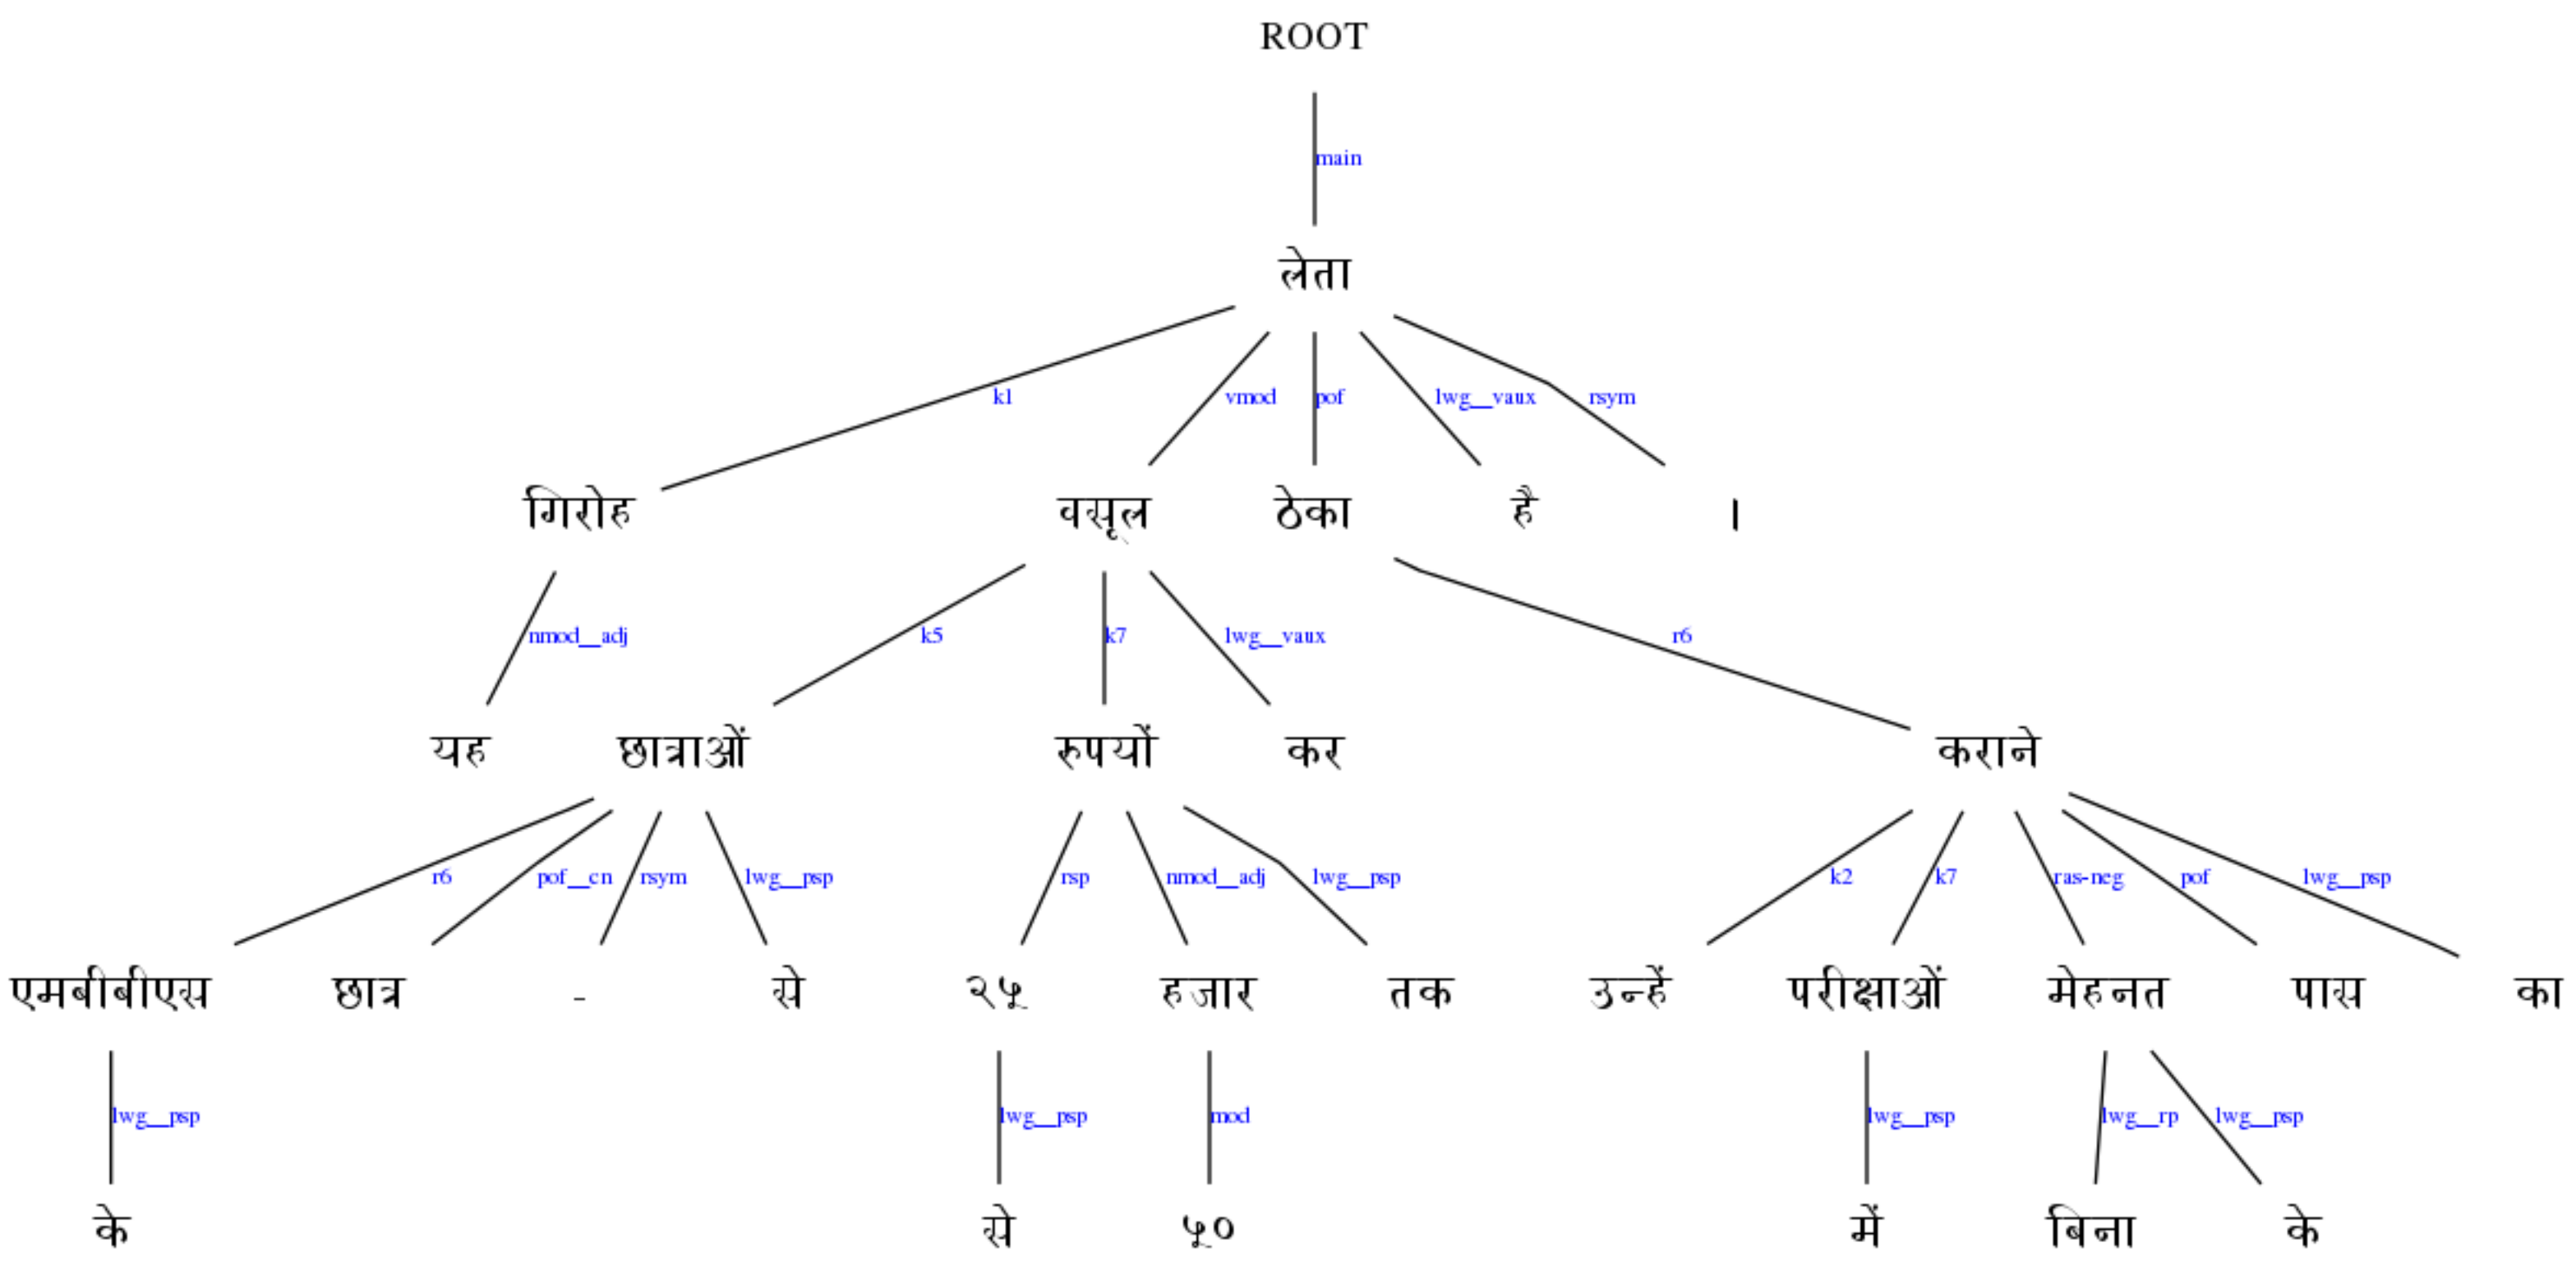 ROOT
main
लेता
k1 vmod pof lwg__vaux rsym
गिरोह वसूल ठेका है ।
nmod__adj k5 k7 lwg__vaux r6
यह छात्राओं रुपयों कर कराने
r6 pof__cn rsym lwg__psp rsp nmod__adj lwg__psp k2 k7 ras-neg pof lwg__psp
एमबीबीएस छात्र - से २५ हजार तक उन्हें परीक्षाओं मेहनत पास का
lwg__psp lwg__psp mod lwg__psp lwg__rp lwg__psp
के से ५० में बिना के